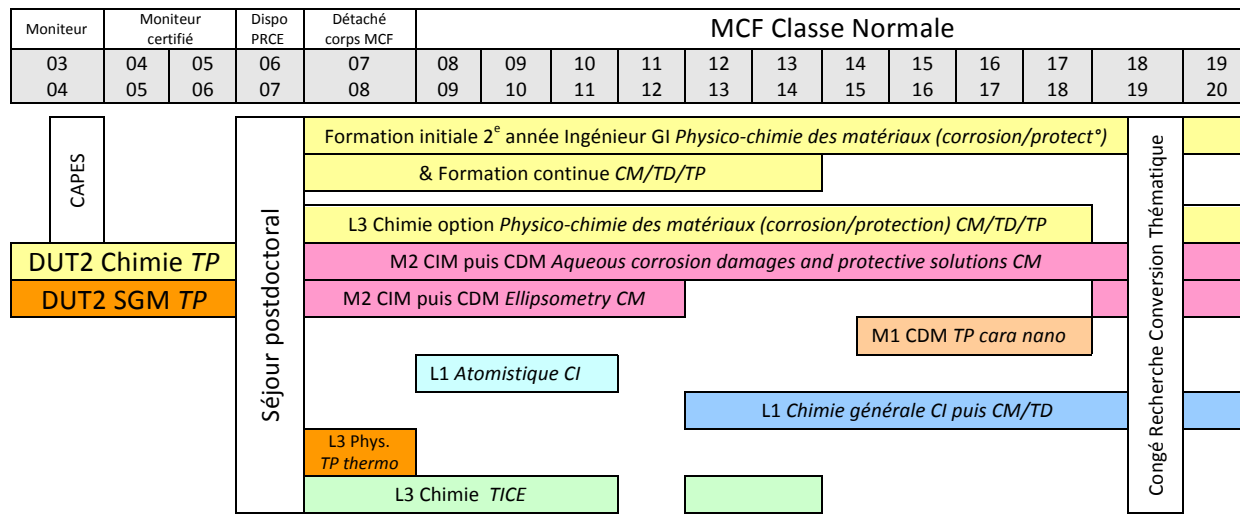 Moniteur
Moniteur
certifié
Dispo
PRCE
Détaché
corps MCF
MCF Classe Normale
03 04 05 06 07 08 09 10 11 12 13 14 15 16 17 18 19
04 05 06 07 08 09 10 11 12 13 14 15 16 17 18 19 20
CAPES
Séjour postdoctoral
Congé Recherche Conversion Thématique
Formation initiale 2e année Ingénieur GI Physico-chimie des matériaux (corrosion/protect°)
& Formation continue CM/TD/TP
L3 Chimie option Physico-chimie des matériaux (corrosion/protection) CM/TD/TP
DUT2 Chimie TP
M2 CIM puis CDM Aqueous corrosion damages and protective solutions CM
DUT2 SGM TP
M2 CIM puis CDM Ellipsometry CM
M1 CDM TP cara nano
L1 Atomistique CI
L1 Chimie générale CI puis CM/TD
L3 Phys.
TP thermo
L3 Chimie TICE